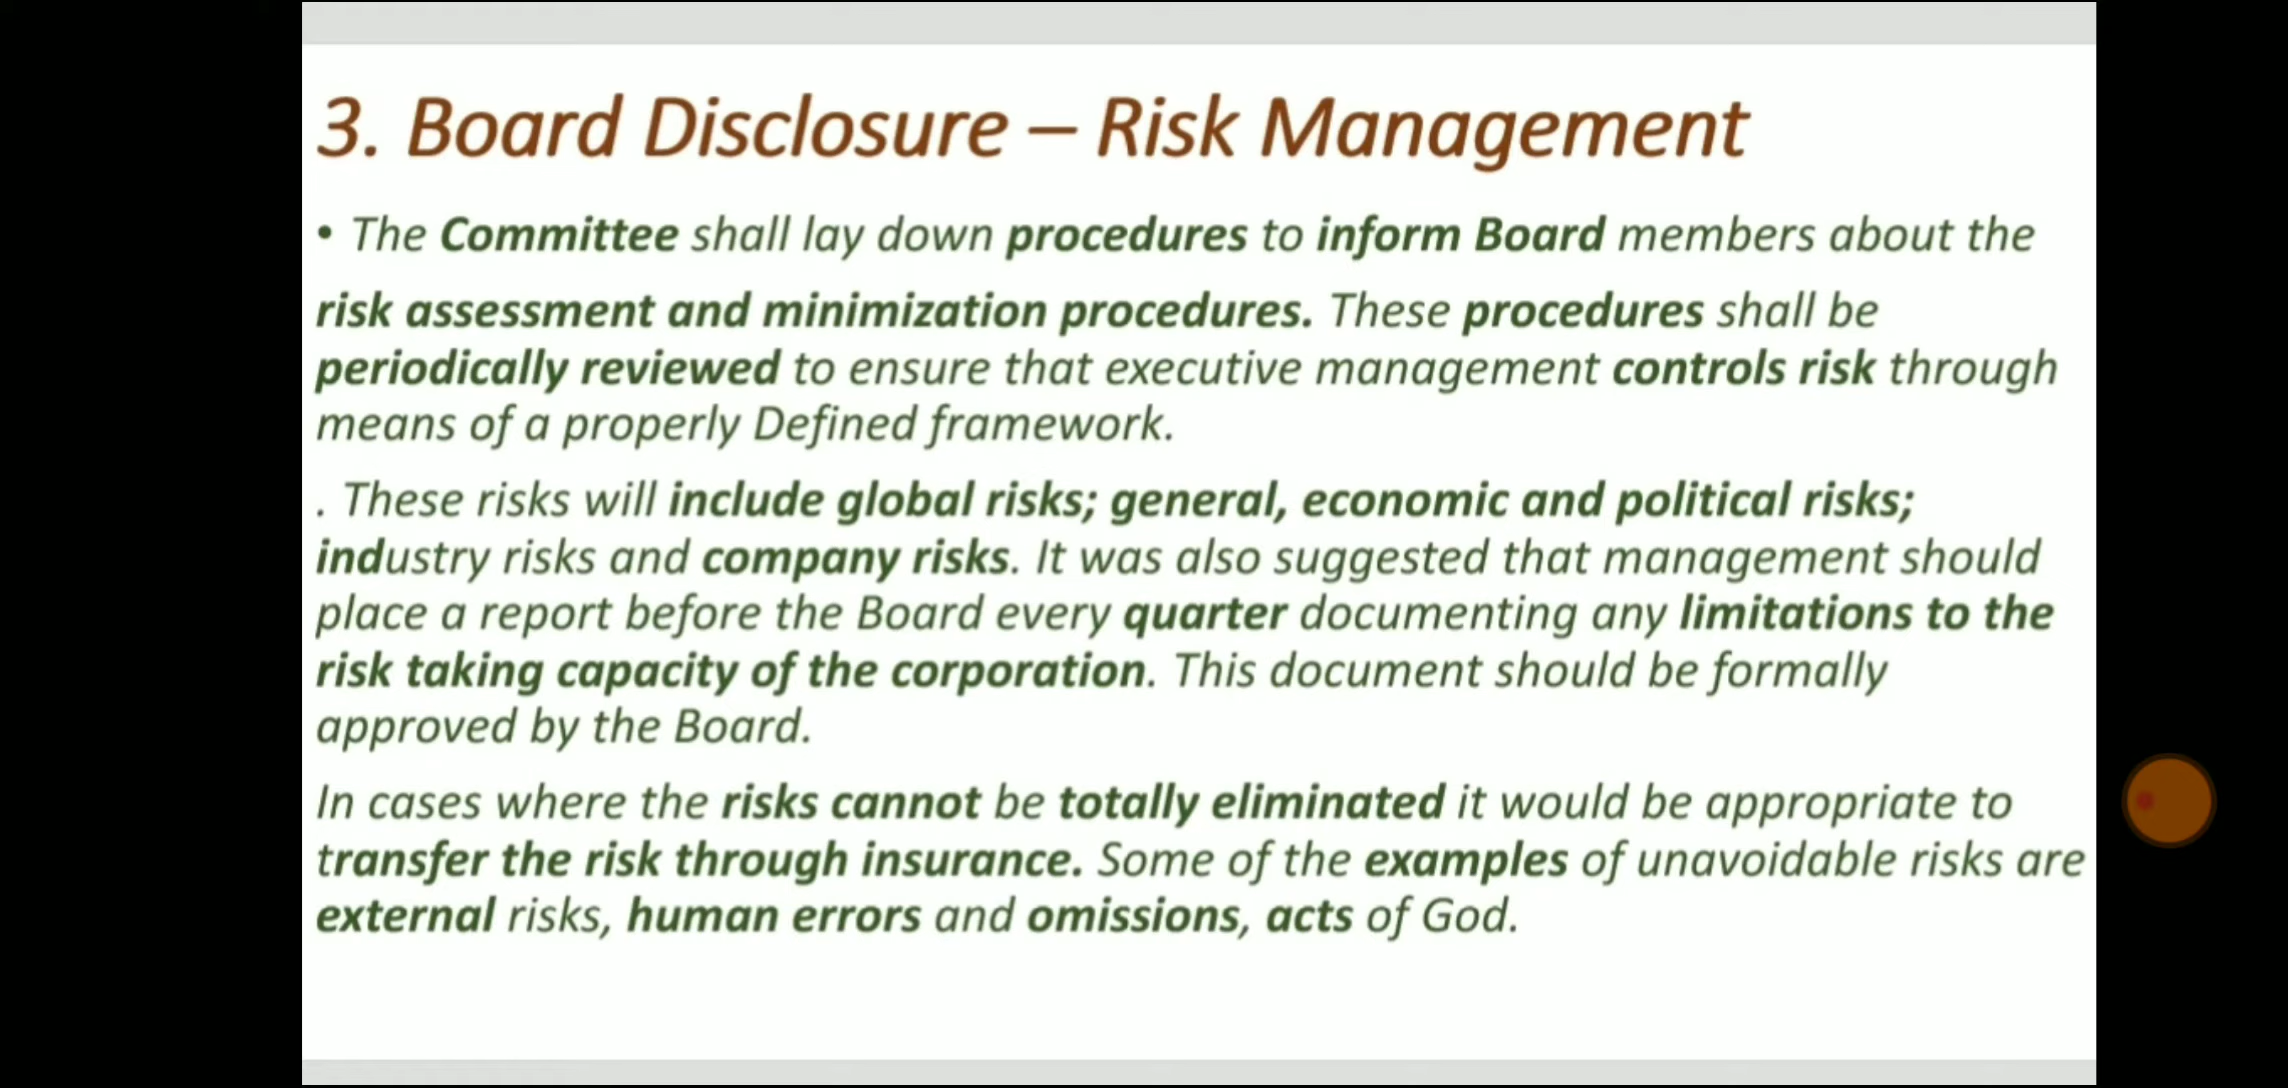 3. Board Disclosure – Risk Management
• The Committee shall lay down procedures to inform Board members about the
risk assessment and minimization procedures. These procedures shall be
periodically reviewed to ensure that executive management controls risk through
means of a properly Defined framework.
. These risks will include global risks; general, economic and political risks;
industry risks and company risks. It was also suggested that management should
place a report before the Board every quarter documenting any limitations to the
risk taking capacity of the corporation. This document should be formally
approved by the Board.
In cases where the risks cannot be totally eliminated it would be appropriate to
transfer the risk through insurance. Some of the examples of unavoidable risks are
external risks, human errors and omissions, acts of God.